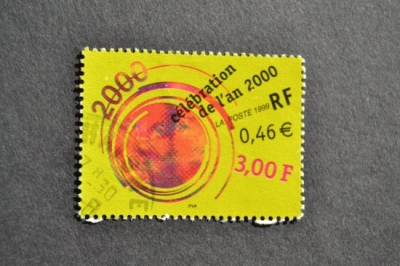 2000
célébration
de l'an 2000
LA POSTE 1999 RF
0,46 €
3,00 F